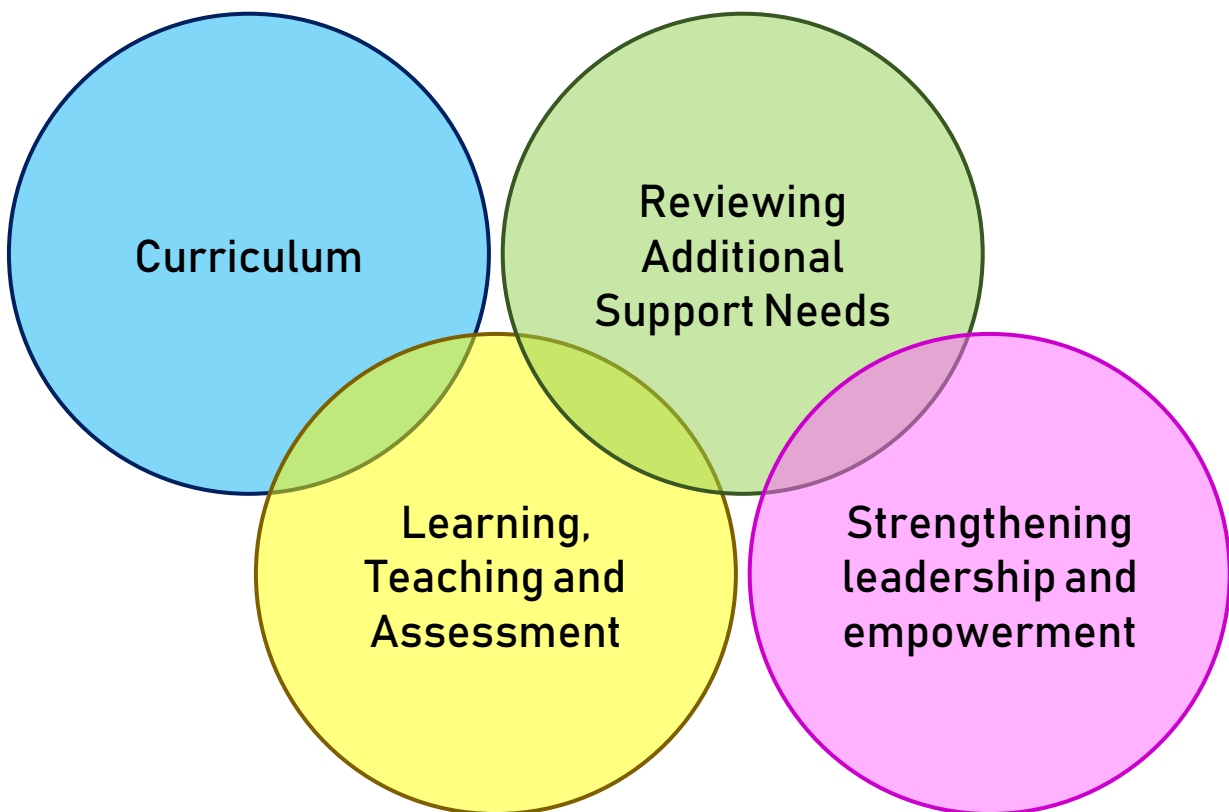 Curriculum
Reviewing
Additional
Support Needs
Learning,
Teaching and
Assessment
Strengthening
leadership and
empowerment